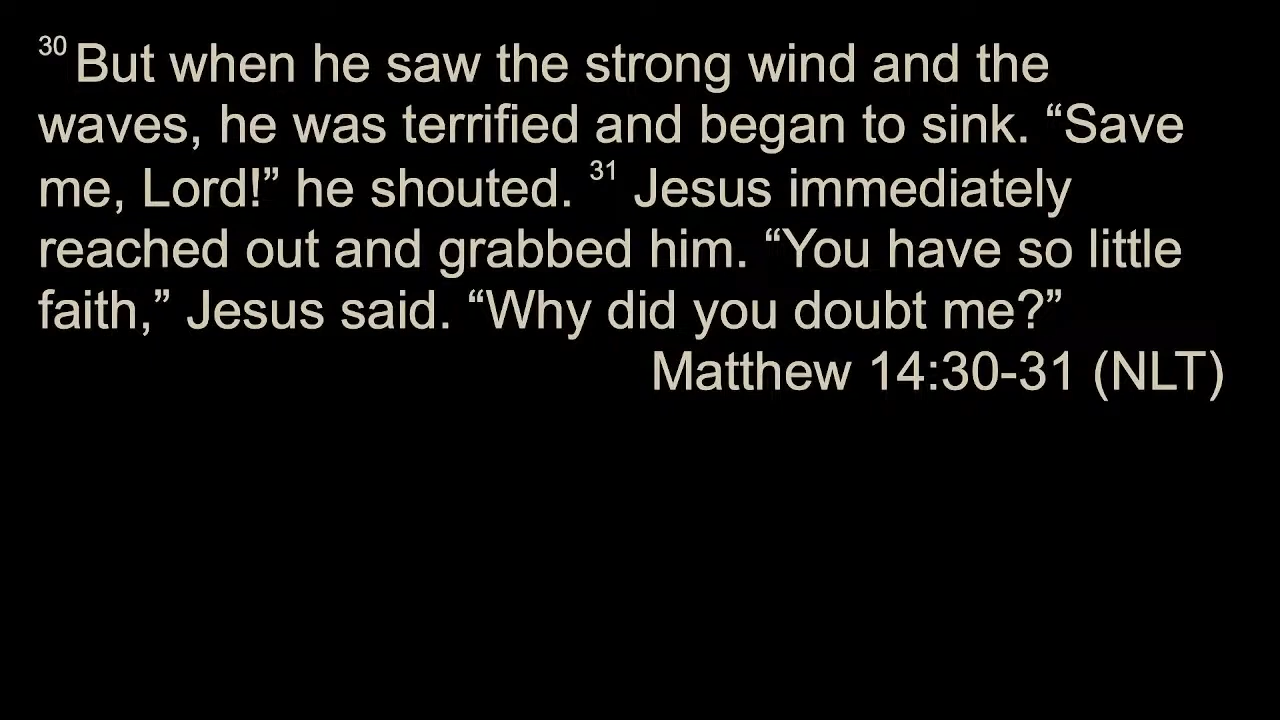 30 But when he saw the strong wind and the
waves, he was terrified and began to sink. “Save
me, Lord!” he shouted. 31 Jesus immediately
reached out and grabbed him. “You have so little
faith,” Jesus said. “Why did you doubt me?”
Matthew 14:30-31 (NLT)